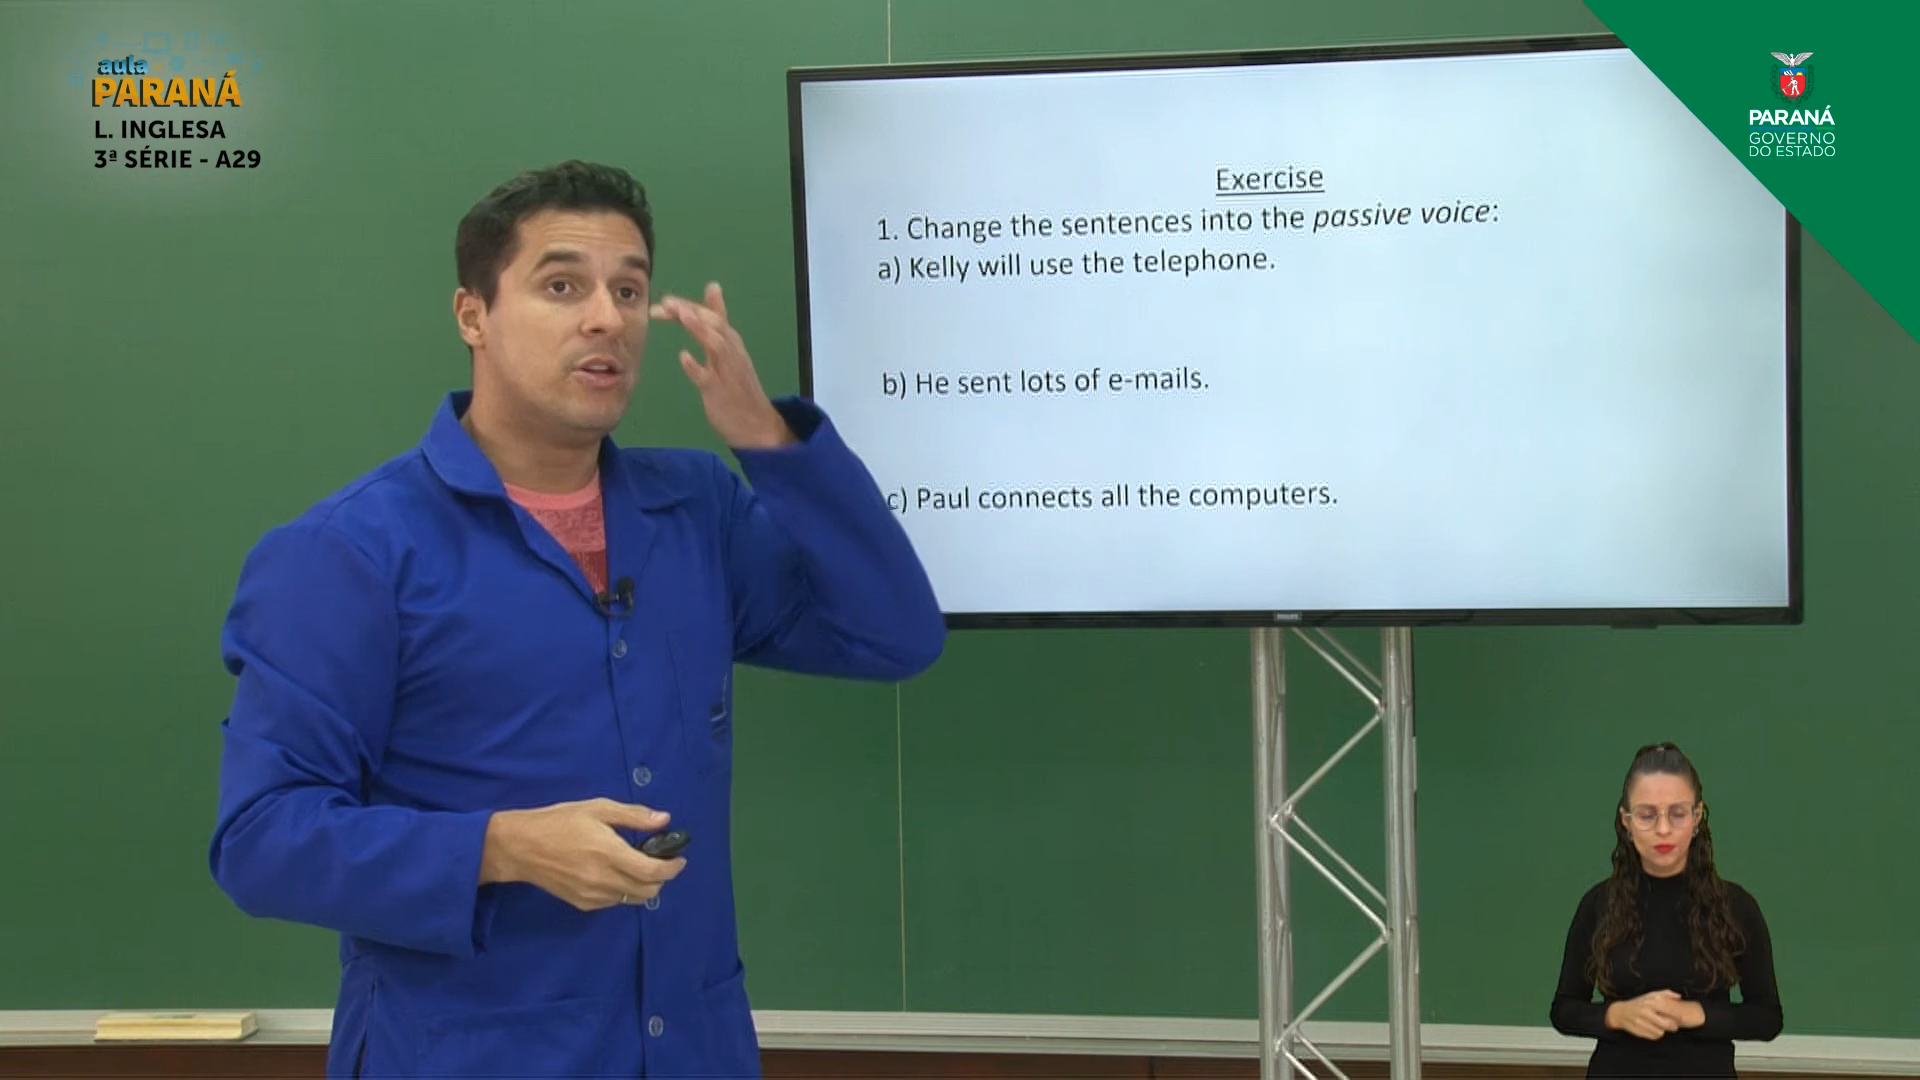 aula
PARANÁ
L. INGLESA
3ª SÉRIE - A29
PARANÁ
GOVERNO
DO ESTADO
Exercise
1. Change the sentences into the passive voice:
a) Kelly will use the telephone.
b) He sent lots of e-mails.
c) Paul connects all the computers.
PHILIPS